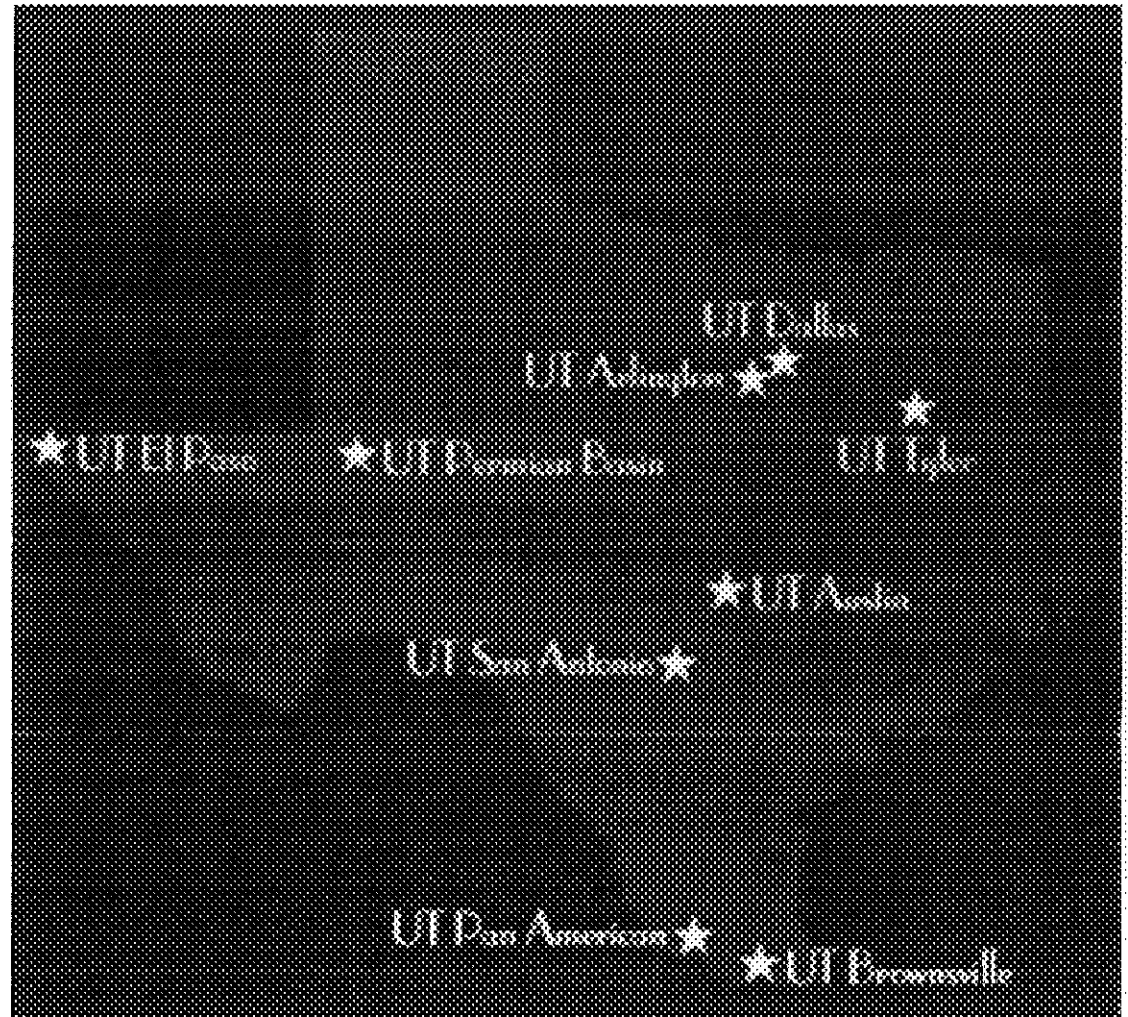 UT Dallas
UT Arlington
UT Tyler
UT El Paso
UT Permian Basin
UT Austin
UT San Antonio
UT Pan American
UT Brownsville